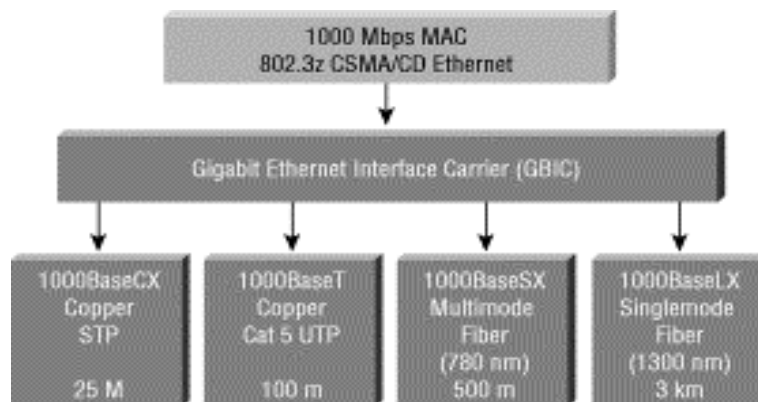 1000 Mbps MAC
802.3z CSMA/CD Ethernet
Gigabit Ethernet Interface Carrier (GBIC)
1000BaseCX
Copper
STP
25 M
1000BaseT
Copper
Cat 5 UTP
100 m
1000BaseSX
Multimode
Fiber
(780 nm)
500 m
1000BaseLX
Singlemode
Fiber
(1300 nm)
3 km